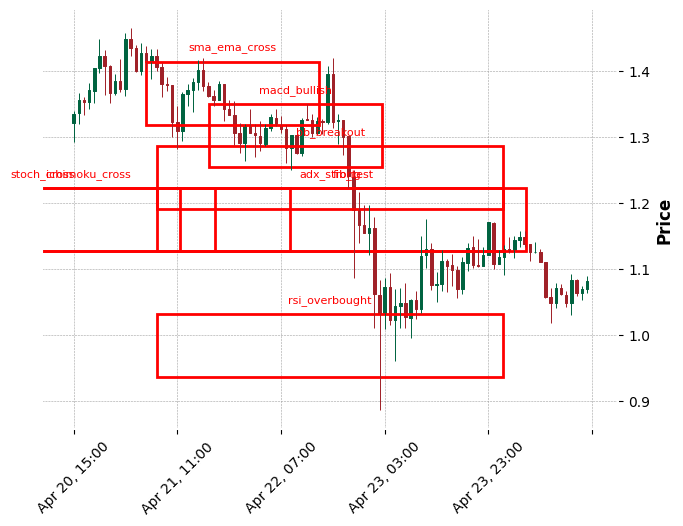 sma_ema_cross
macd_bullish
bb_breakout
adx_strong
rsi_overbought
1.4
1.3
1.2
1.1
1.0
0.9
Price
Apr 20, 15:00
Apr 21, 11:00
Apr 22, 07:00
Apr 23, 03:00
Apr 23, 23:00